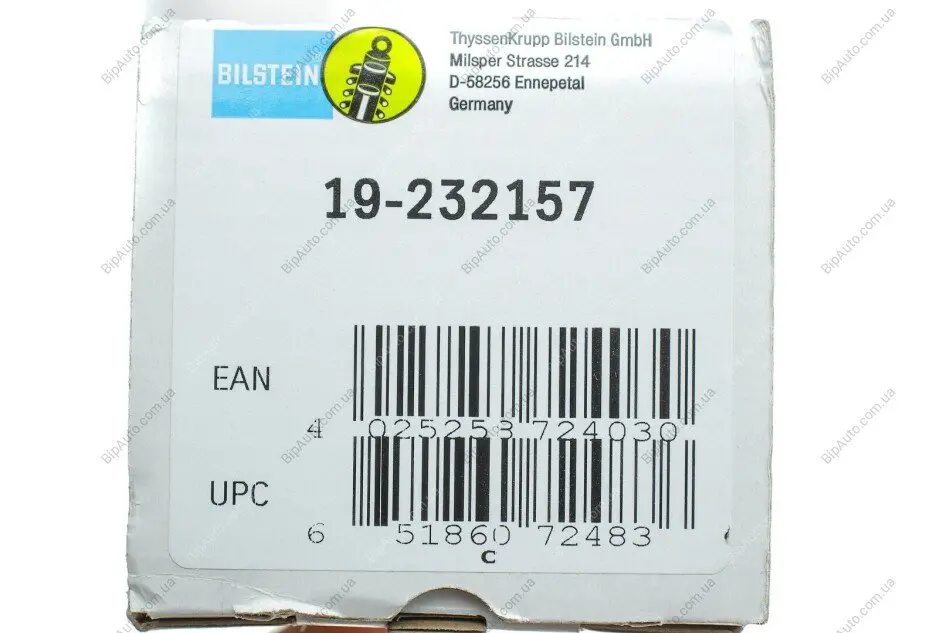 BILSTEIN
ThyssenKrupp Bilstein GmbH
Milsper Strasse 214
D-58256 Ennepetal
Germany
19-232157
EAN
4 025258 724030
UPC
6 51860 72483
C
BipAuto.com.ua